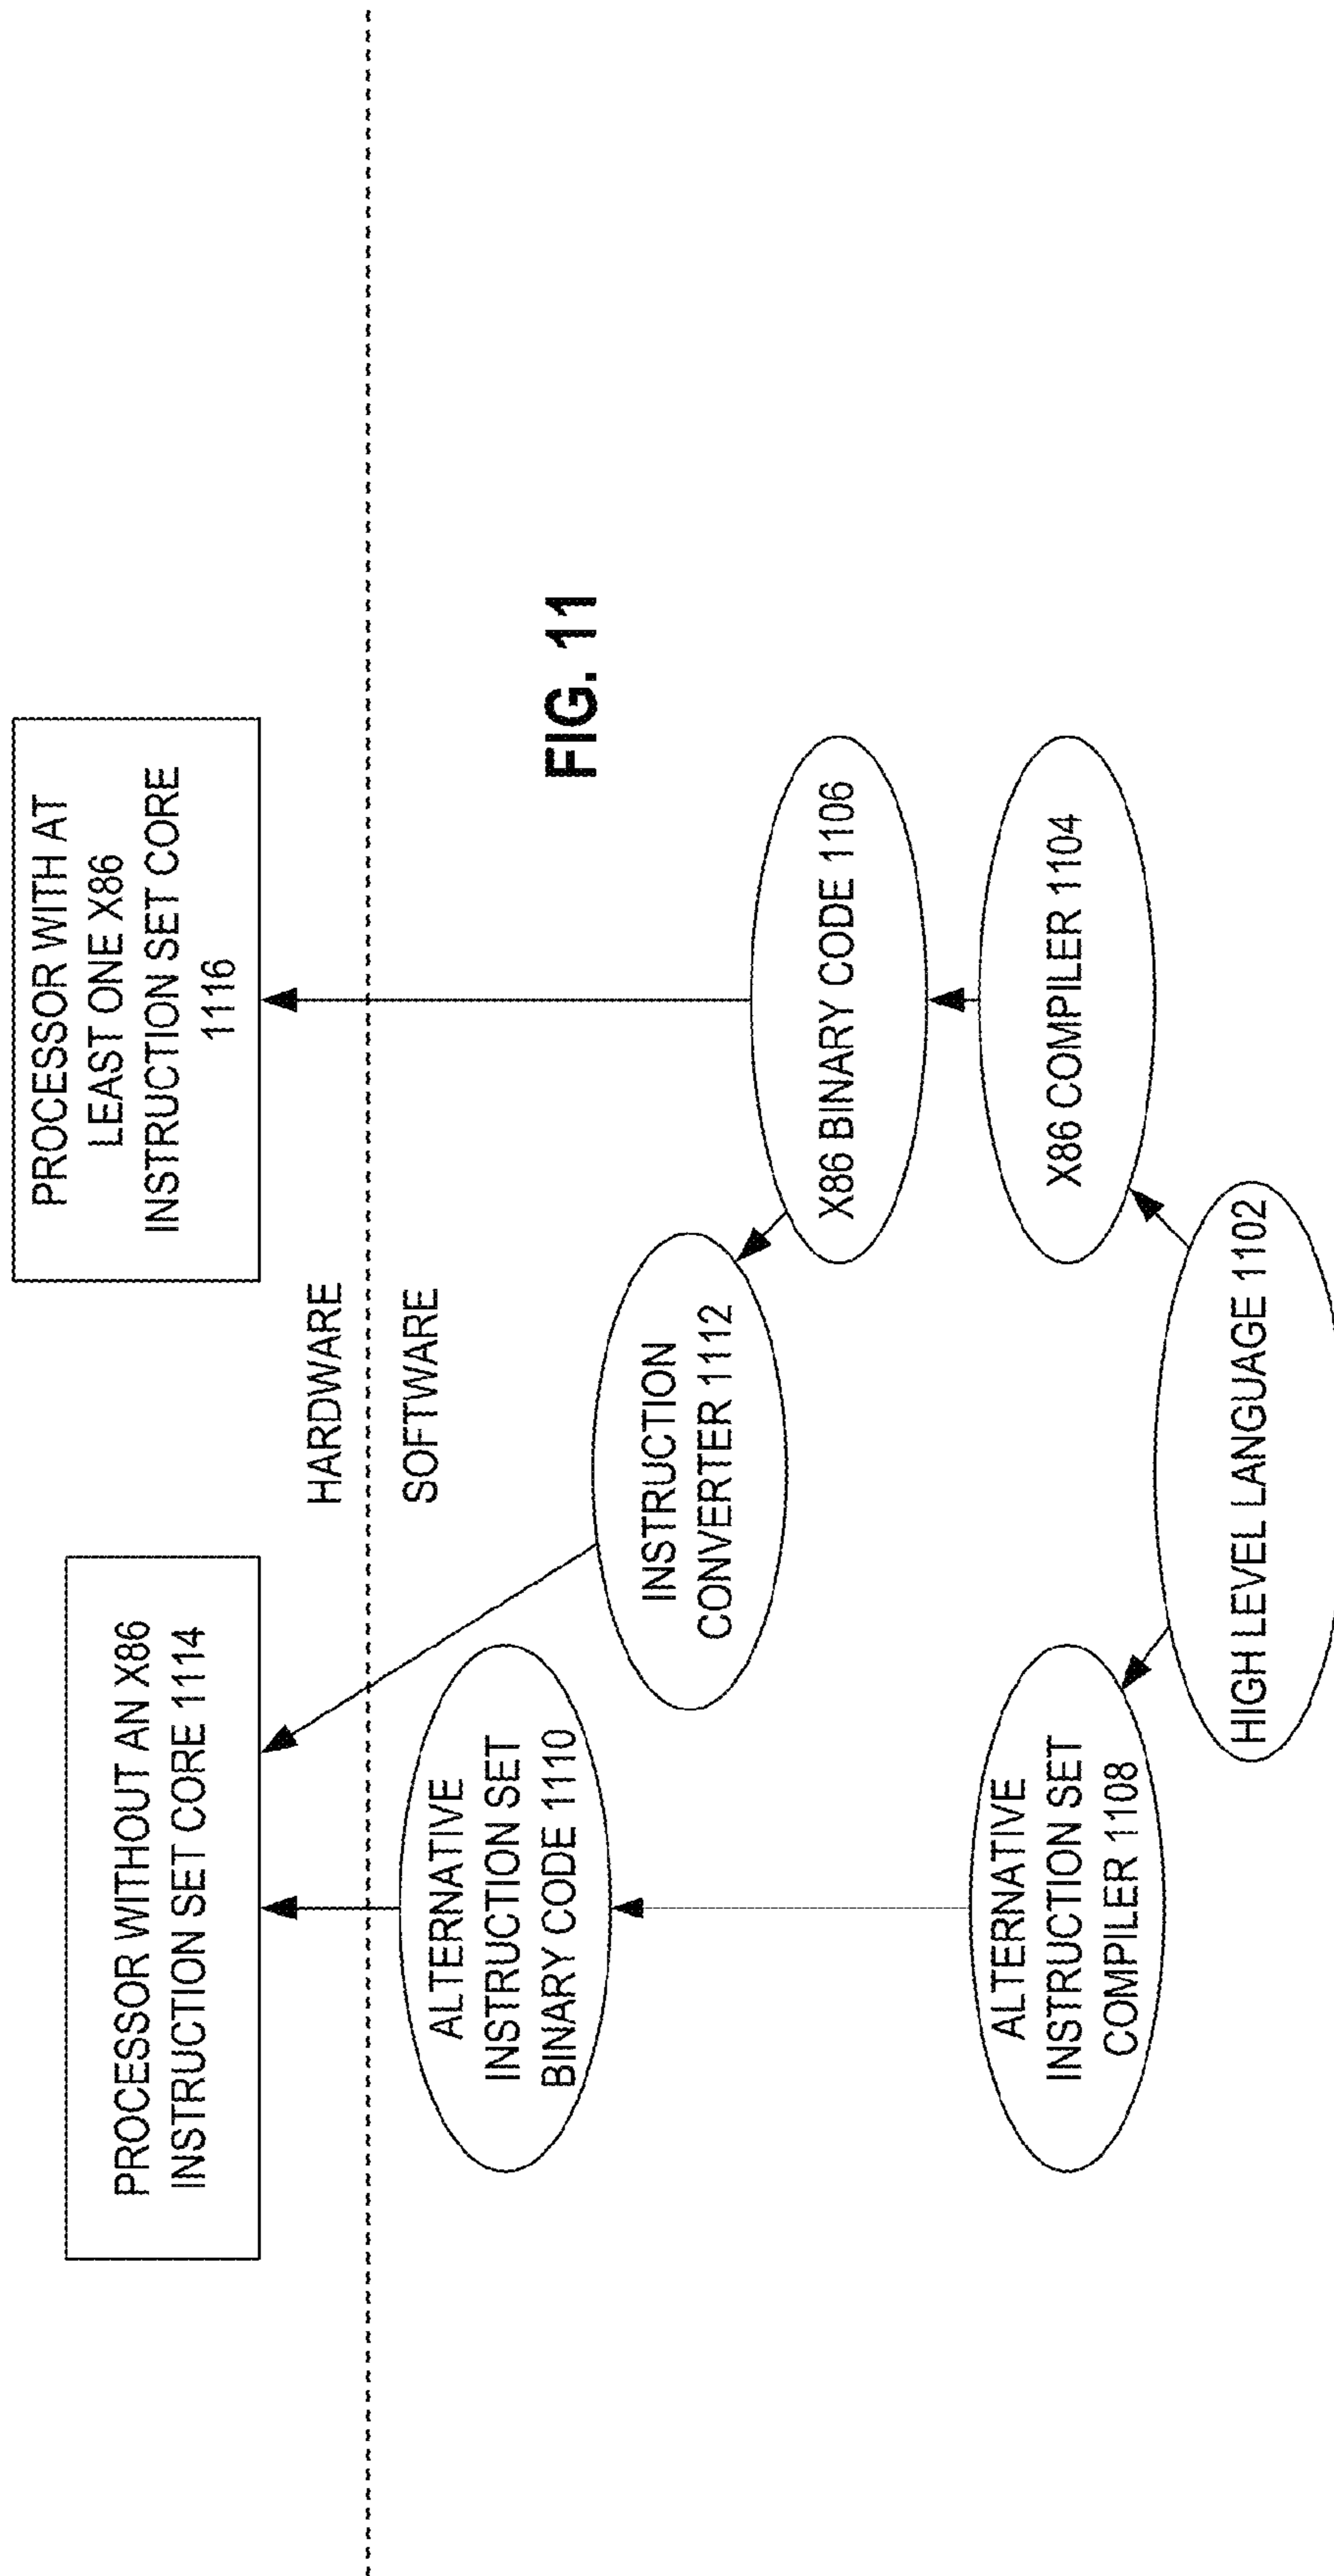 PROCESSOR WITHOUT AN X86
INSTRUCTION SET CORE 1114
PROCESSOR WITH AT
LEAST ONE X86
INSTRUCTION SET CORE
1116
HARDWARE
SOFTWARE
ALTERNATIVE
INSTRUCTION SET
BINARY CODE 1110
INSTRUCTION
CONVERTER 1112
FIG. 11
X86 BINARY CODE 1106
ALTERNATIVE
INSTRUCTION SET
COMPILER 1108
X86 COMPILER 1104
HIGH LEVEL LANGUAGE 1102